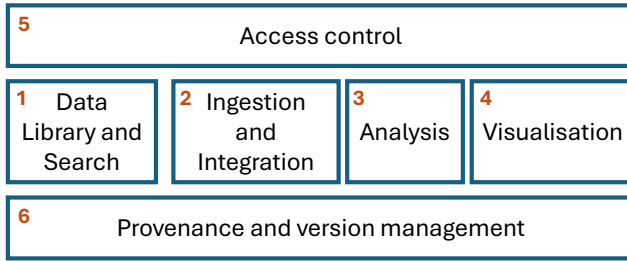 5
Access control
1 Data
Library and
Search
2 Ingestion
and
Integration
3
Analysis
4
Visualisation
6
Provenance and version management